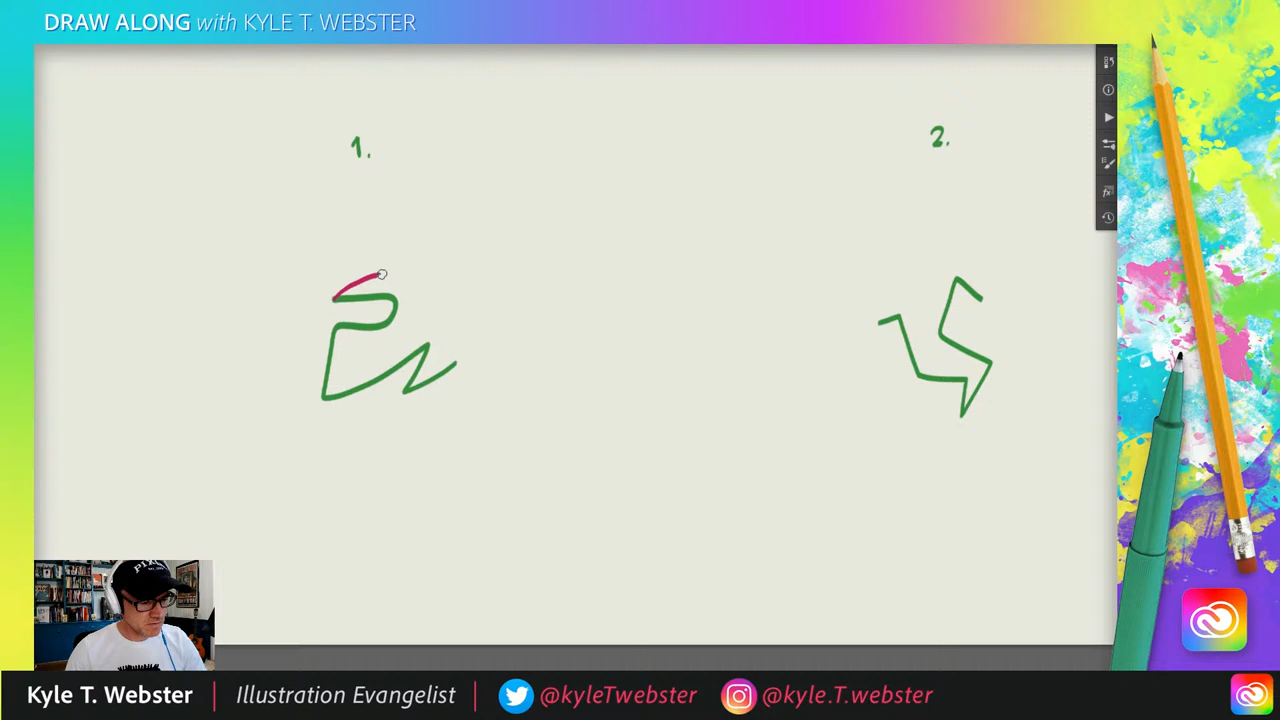 DRAW ALONG with KYLE T. WEBSTER
1.
2.
Kyle T. Webster | Illustration Evangelist | @kyleTwebster @kyle.T.webster